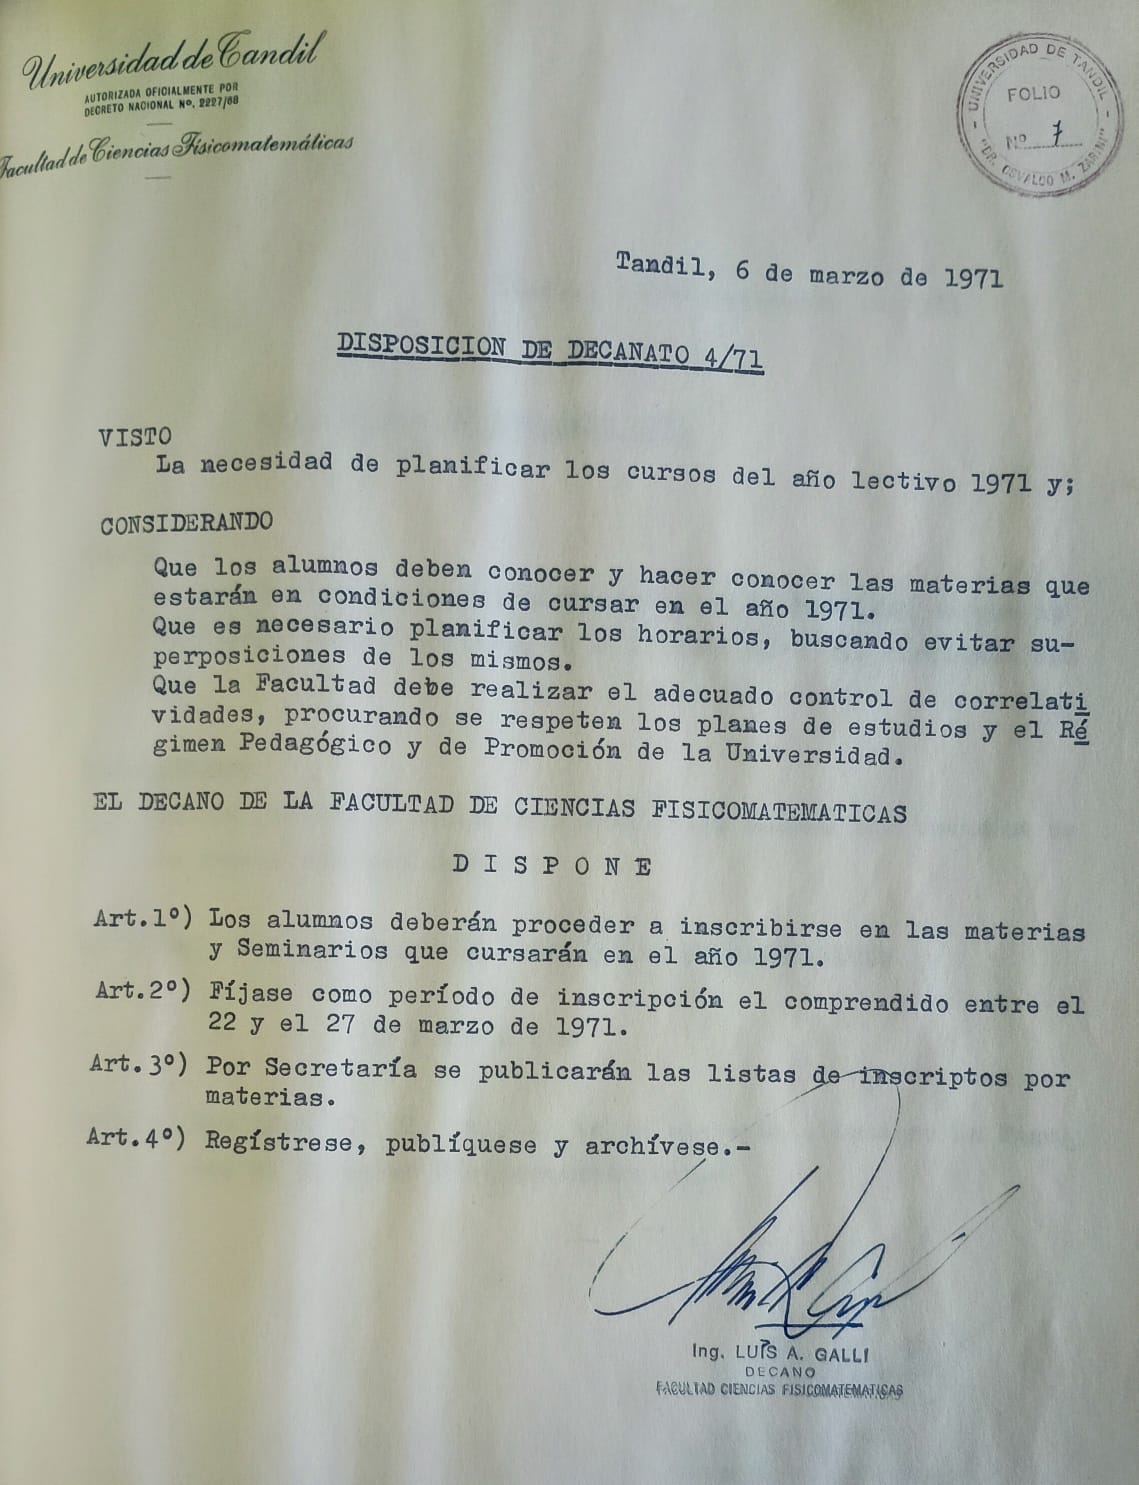 Universidad de Tandil
AUTORIZADA OFICIALMENTE POR
DECRETO NACIONAL Nº. 2227/68
Facultad de Ciencias Fisicomatemáticas
- UNIVERSIDAD DE TANDIL -
FOLIO
Nº 7
"DR. OSVALDO M. ZARINI"
Tandil, 6 de marzo de 1971
DISPOSICION DE DECANATO 4/71
VISTO
La necesidad de planificar los cursos del año lectivo 1971 y;
CONSIDERANDO
Que los alumnos deben conocer y hacer conocer las materias que
estarán en condiciones de cursar en el año 1971.
Que es necesario planificar los horarios, buscando evitar su-
perposiciones de los mismos.
Que la Facultad debe realizar el adecuado control de correlati
vidades, procurando se respeten los planes de estudios y el Ré
gimen Pedagógico y de Promoción de la Universidad.
EL DECANO DE LA FACULTAD DE CIENCIAS FISICOMATEMATICAS
D I S P O N E
Art.1º) Los alumnos deberán proceder a inscribirse en las materias
y Seminarios que cursarán en el año 1971.
Art.2º) Fíjase como período de inscripción el comprendido entre el
22 y el 27 de marzo de 1971.
Art.3º) Por Secretaría se publicarán las listas de inscriptos por
materias.
Art.4º) Regístrese, publíquese y archívese.-
Ing. LUIS A. GALLI
DECANO
FACULTAD CIENCIAS FISICOMATEMATICAS